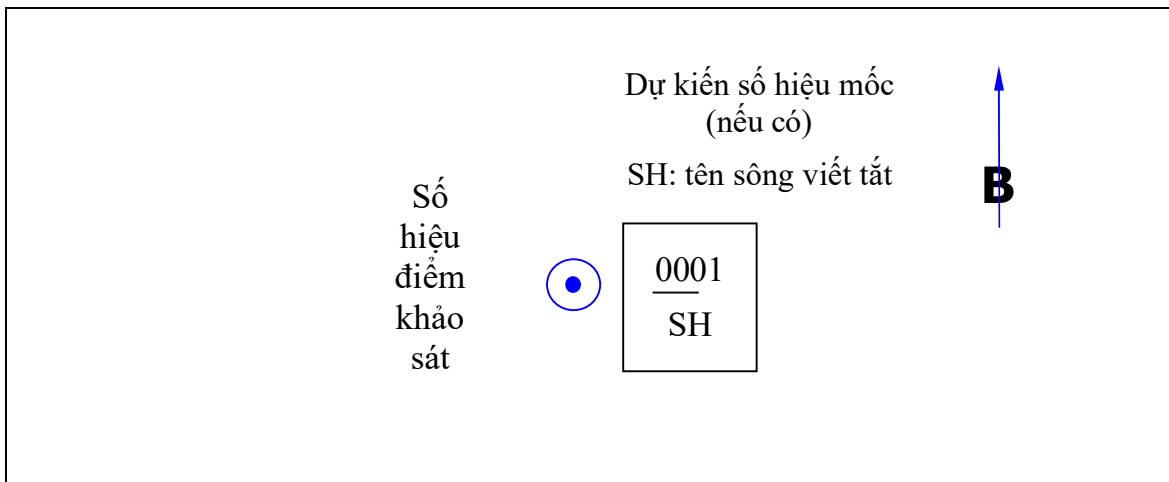 Dự kiến số hiệu mốc
(nếu có)
SH: tên sông viết tắt
B
Số
hiệu
điểm
khảo
sát
0001
SH